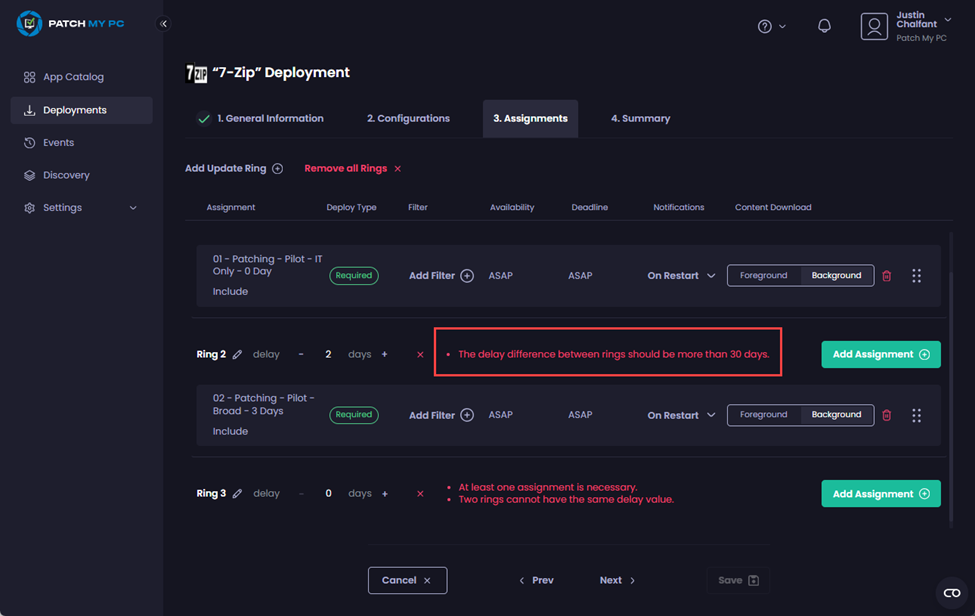 PATCH MY PC
Justin
Chalfant
Patch My PC
App Catalog
Deployments
Events
Discovery
Settings
7ZIP "7-Zip" Deployment
1. General Information
2. Configurations
3. Assignments
4. Summary
Add Update Ring
Remove all Rings
Assignment
Deploy Type
Filter
Availability
Deadline
Notifications
Content Download
01 - Patching - Pilot - IT
Only - 0 Day
Include
Required
Add Filter
ASAP
ASAP
On Restart
Foreground
Background
Ring 2 delay - 2 days +
• The delay difference between rings should be more than 30 days.
Add Assignment
02 - Patching - Pilot -
Broad - 3 Days
Include
Required
Add Filter
ASAP
ASAP
On Restart
Foreground
Background
Ring 3 delay - 0 days +
• At least one assignment is necessary.
• Two rings cannot have the same delay value.
Add Assignment
Cancel
Prev
Next
Save